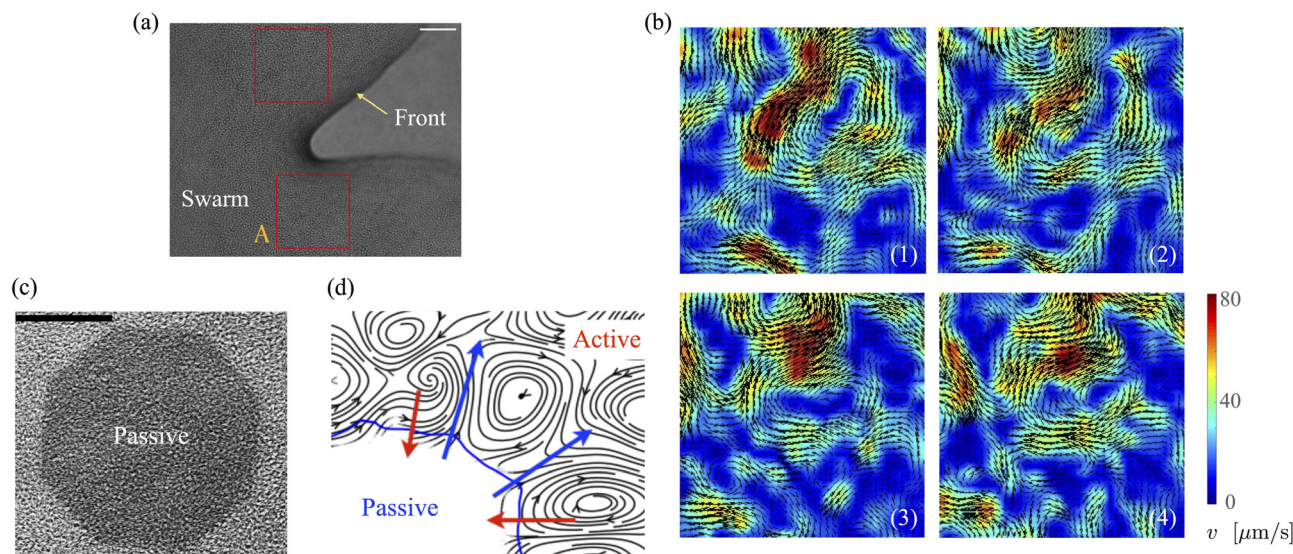 (a)
Front
Swarm
A
(b)
(1)
(2)
(3)
(4)
80
40
0
v [μm/s]
(c)
Passive
(d)
Active
Passive